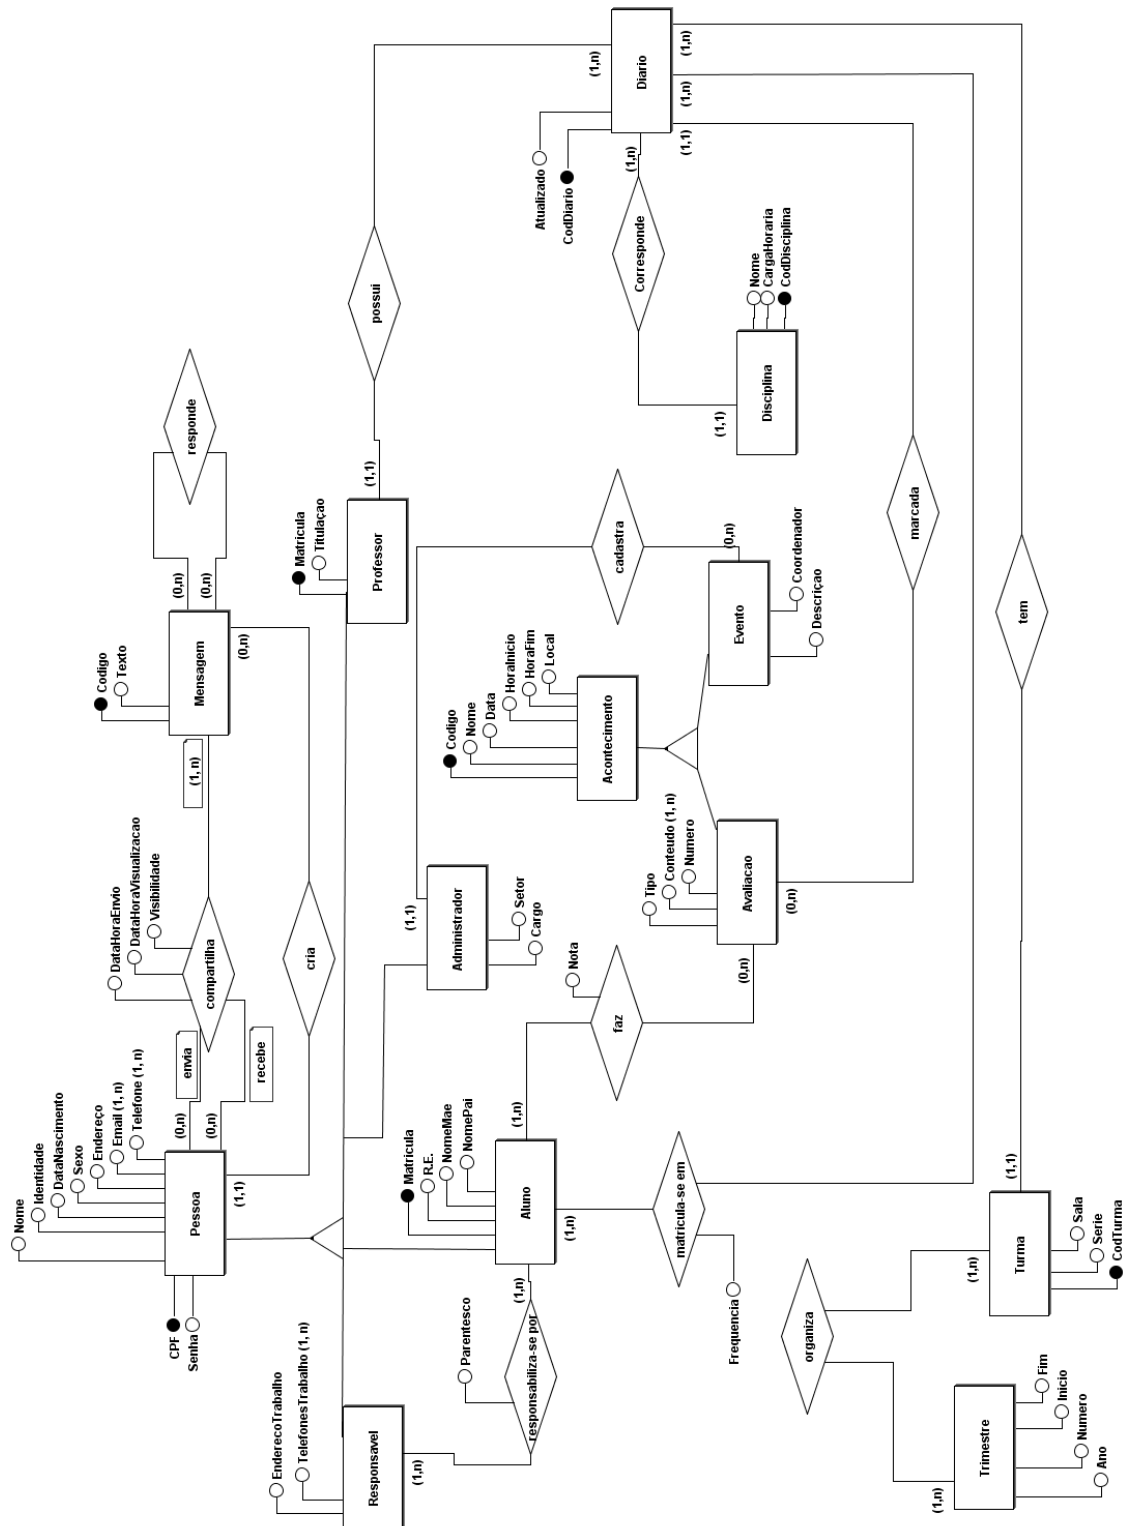 Nome
Identidade
DataNascimento
Sexo
Endereço
Email (1, n)
Telefone (1, n)
CPF
Senha
Pessoa
(0,n)
(0,n)
(1,1)
envia
recebe
DataHoraEnvio
DataHoraVisualizacao
Visibilidade
compartilha
(1, n)
cria
Codigo
Texto
Mensagem
(0,n)
(0,n)
(0,n)
responde
EnderecoTrabalho
TelefonesTrabalho (1, n)
Responsável
(1,n)
Parentesco
responsabiliza-se por
(1,n)
Matricula
R.E.
NomeMae
NomePai
Aluno
(1,n)
(1,n)
Administrador
Setor
Cargo
(1,1)
Matricula
Titulaçao
Professor
(1,1)
possui
(1,n)
Diario
Atualizado
CodDiario
(1,n)
(1,n)
(1,n)
(1,1)
Corresponde
Nome
CargaHoraria
CodDisciplina
Disciplina
(1,1)
cadastra
(0,n)
Evento
Coordenador
Descriçao
Codigo
Nome
Data
HoraInicio
HoraFim
Local
Acontecimento
Tipo
Conteudo (1, n)
Numero
Avaliacao
(0,n)
(0,n)
Nota
faz
marcada
matricula-se em
Frequencia
tem
(1,1)
Turma
Sala
Serie
CodTurma
(1,n)
organiza
(1,n)
Trimestre
Fim
Inicio
Numero
Ano